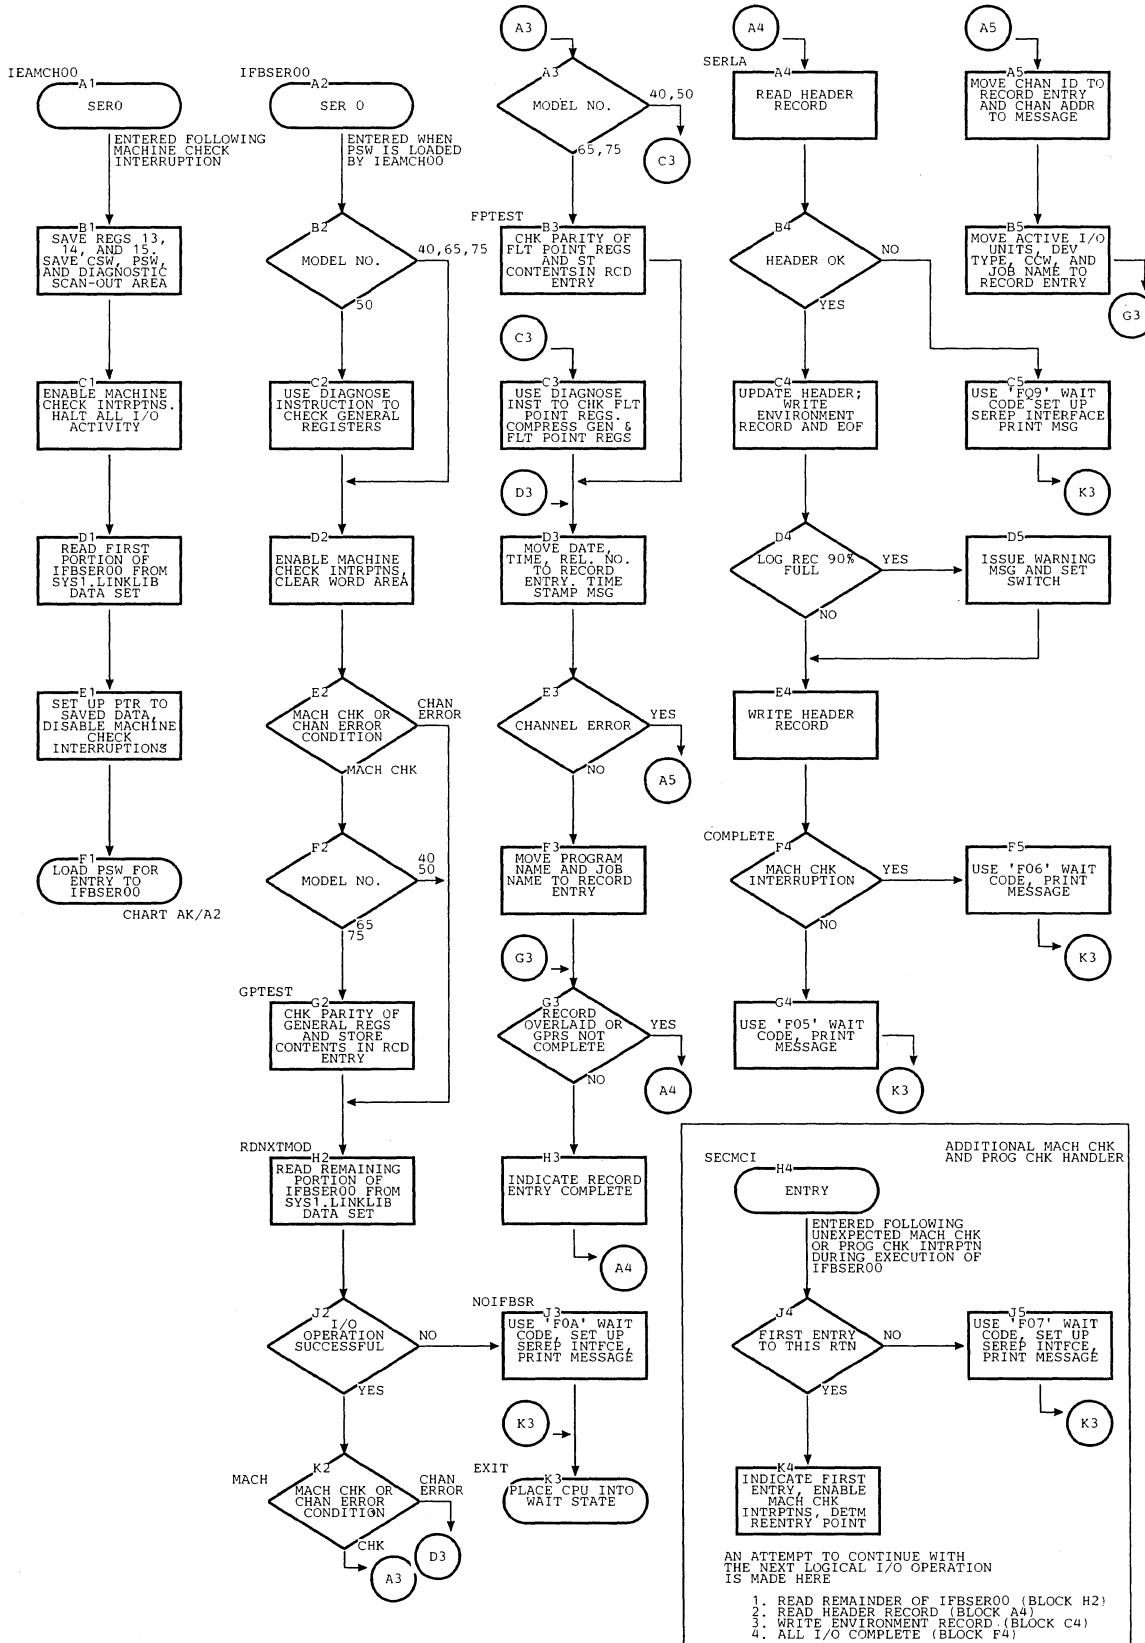 IEAMCH00
A1
SER0
ENTERED FOLLOWING
MACHINE CHECK
INTERRUPTION
B1
SAVE REGS 13,
14, AND 15.
SAVE CSW, PSW,
AND DIAGNOSTIC
SCAN-OUT AREA
C1
ENABLE MACHINE
CHECK INTRPTNS.
HALT ALL I/O
ACTIVITY
D1
READ FIRST
PORTION OF
IFBSER00 FROM
SYS1.LINKLIB
DATA SET
E1
SET UP PTR TO
SAVED DATA,
DISABLE MACHINE
CHECK
INTERRUPTIONS
F1
LOAD PSW FOR
ENTRY TO
IFBSER00
CHART AK/A2
IFBSER00
A2
SER 0
ENTERED WHEN
PSW IS LOADED
BY IEAMCH00
B2
MODEL NO.
40,65,75
50
C2
USE DIAGNOSE
INSTRUCTION TO
CHECK GENERAL
REGISTERS
D2
ENABLE MACHINE
CHECK INTRPTNS,
CLEAR WORD AREA
E2
MACH CHK OR
CHAN ERROR
CONDITION
CHAN
ERROR
MACH CHK
F2
MODEL NO.
40
50
65
75
GPTEST
G2
CHK PARITY OF
GENERAL REGS
AND STORE
CONTENTS IN RCD
ENTRY
RDNXTMOD
H2
READ REMAINING
PORTION OF
IFBSER00 FROM
SYS1.LINKLIB
DATA SET
J2
I/O
OPERATION
SUCCESSFUL
NO
YES
MACH
K2
MACH CHK OR
CHAN ERROR
CONDITION
CHAN
ERROR
CHK
D3
A3
A3
A3
MODEL NO.
40,50
65,75
C3
FPTEST
B3
CHK PARITY OF
FLT POINT REGS
AND ST
CONTENTSIN RCD
ENTRY
C3
C3
USE DIAGNOSE
INST TO CHK FLT
POINT REGS.
COMPRESS GEN &
FLT POINT REGS
D3
D3
MOVE DATE,
TIME, REL. NO.
TO RECORD
ENTRY. TIME
STAMP MSG
E3
CHANNEL ERROR
YES
NO
A5
F3
MOVE PROGRAM
NAME AND JOB
NAME TO RECORD
ENTRY
G3
G3
RECORD
OVERLAID OR
GPRS NOT
COMPLETE
YES
NO
A4
H3
INDICATE RECORD
ENTRY COMPLETE
A4
NOIFBSR
J3
USE 'F0A' WAIT
CODE, SET UP
SEREP INTFCE,
PRINT MESSAGE
K3
EXIT
K3
PLACE CPU INTO
WAIT STATE
A4
SERLA
A4
READ HEADER
RECORD
B4
HEADER OK
NO
YES
C4
UPDATE HEADER;
WRITE
ENVIRONMENT
RECORD AND EOF
D4
LOG REC 90%
FULL
YES
NO
E4
WRITE HEADER
RECORD
COMPLETE
F4
MACH CHK
INTERRUPTION
YES
NO
G4
USE 'F05' WAIT
CODE, PRINT
MESSAGE
K3
A5
A5
MOVE CHAN ID TO
RECORD ENTRY
AND CHAN ADDR
TO MESSAGE
B5
MOVE ACTIVE I/O
UNITS, DEV
TYPE, CCW, AND
JOB NAME TO
RECORD ENTRY
G3
C5
USE 'F09' WAIT
CODE SET UP
SEREP INTERFACE
PRINT MSG
K3
D5
ISSUE WARNING
MSG AND SET
SWITCH
F5
USE 'F06' WAIT
CODE, PRINT
MESSAGE
K3
ADDITIONAL MACH CHK
AND PROG CHK HANDLER
SECMCI
H4
ENTRY
ENTERED FOLLOWING
UNEXPECTED MACH CHK
OR PROG CHK INTRPTN
DURING EXECUTION OF
IFBSER00
J4
FIRST ENTRY
TO THIS RTN
NO
YES
J5
USE 'F07' WAIT
CODE, SET UP
SEREP INTFCE,
PRINT MESSAGE
K3
K4
INDICATE FIRST
ENTRY, ENABLE
MACH CHK
INTRPTNS, DETM
REENTRY POINT
AN ATTEMPT TO CONTINUE WITH
THE NEXT LOGICAL I/O OPERATION
IS MADE HERE
1. READ REMAINDER OF IFBSER00 (BLOCK H2)
2. READ HEADER RECORD (BLOCK A4)
3. WRITE ENVIRONMENT RECORD (BLOCK C4)
4. ALL I/O COMPLETE (BLOCK F4)